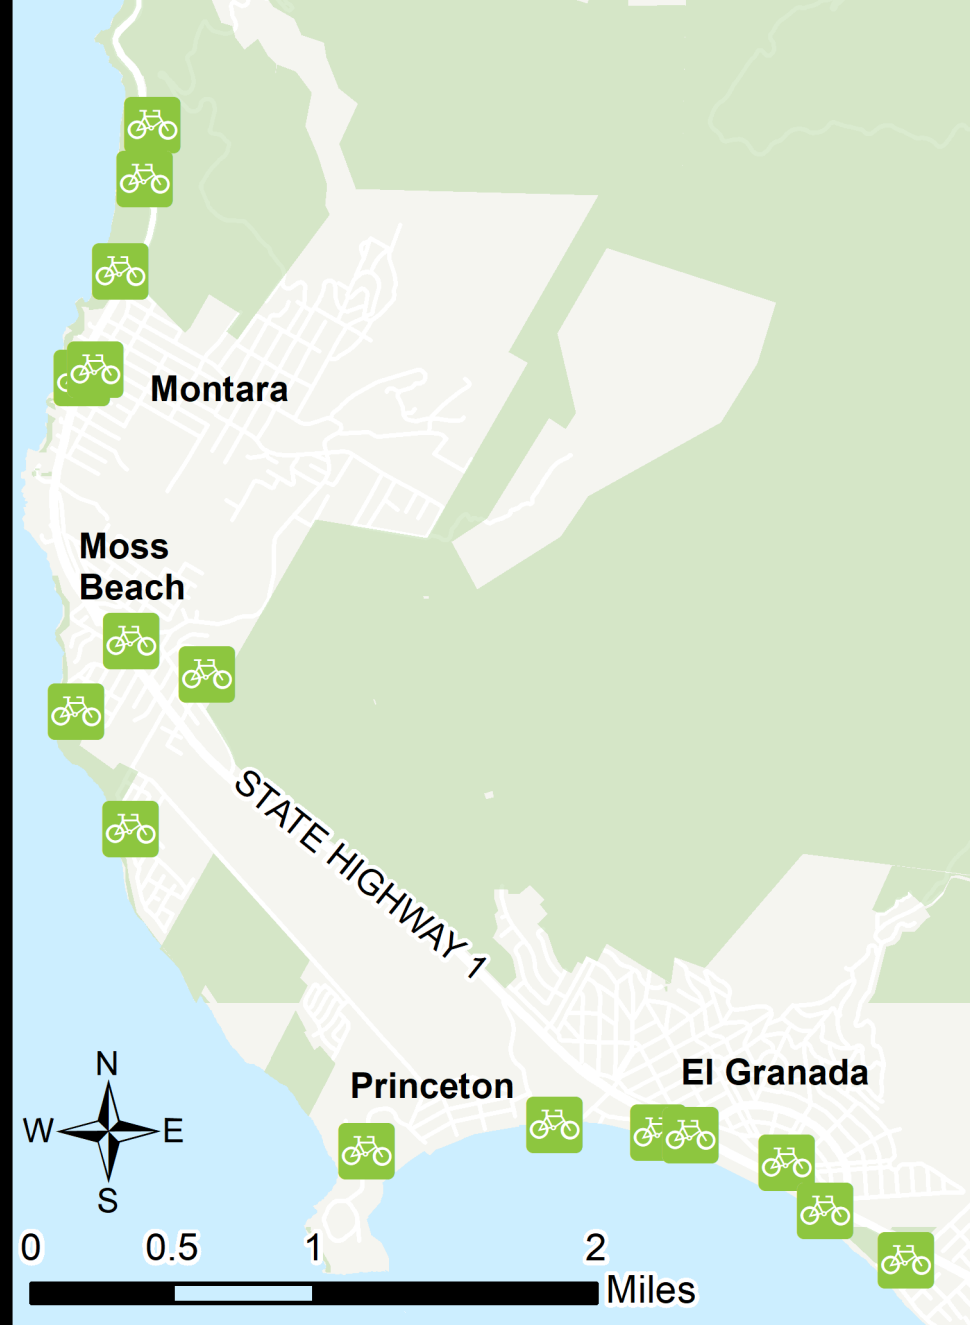 Montara
Moss
Beach
STATE HIGHWAY 1
El Granada
Princeton
N
W E
S
0 0.5 1 2
Miles